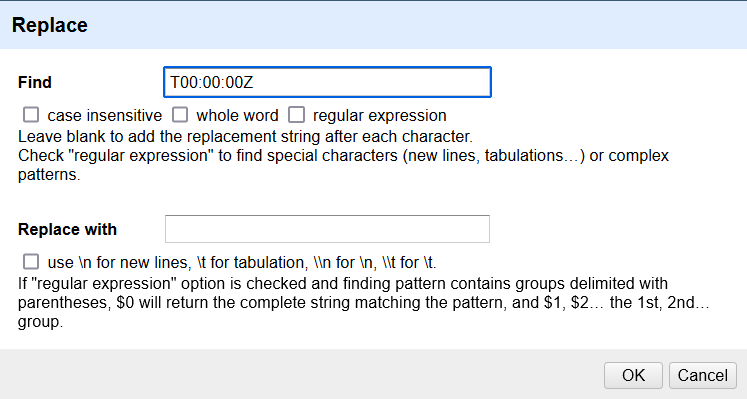 Replace
Find T00:00:00Z
case insensitive whole word regular expression
Leave blank to add the replacement string after each character.
Check "regular expression" to find special characters (new lines, tabulations...) or complex
patterns.
Replace with
use \n for new lines, \t for tabulation, \\n for \n, \\t for \t.
If "regular expression" option is checked and finding pattern contains groups delimited with
parentheses, $0 will return the complete string matching the pattern, and $1, $2... the 1st, 2nd...
group.
OK Cancel